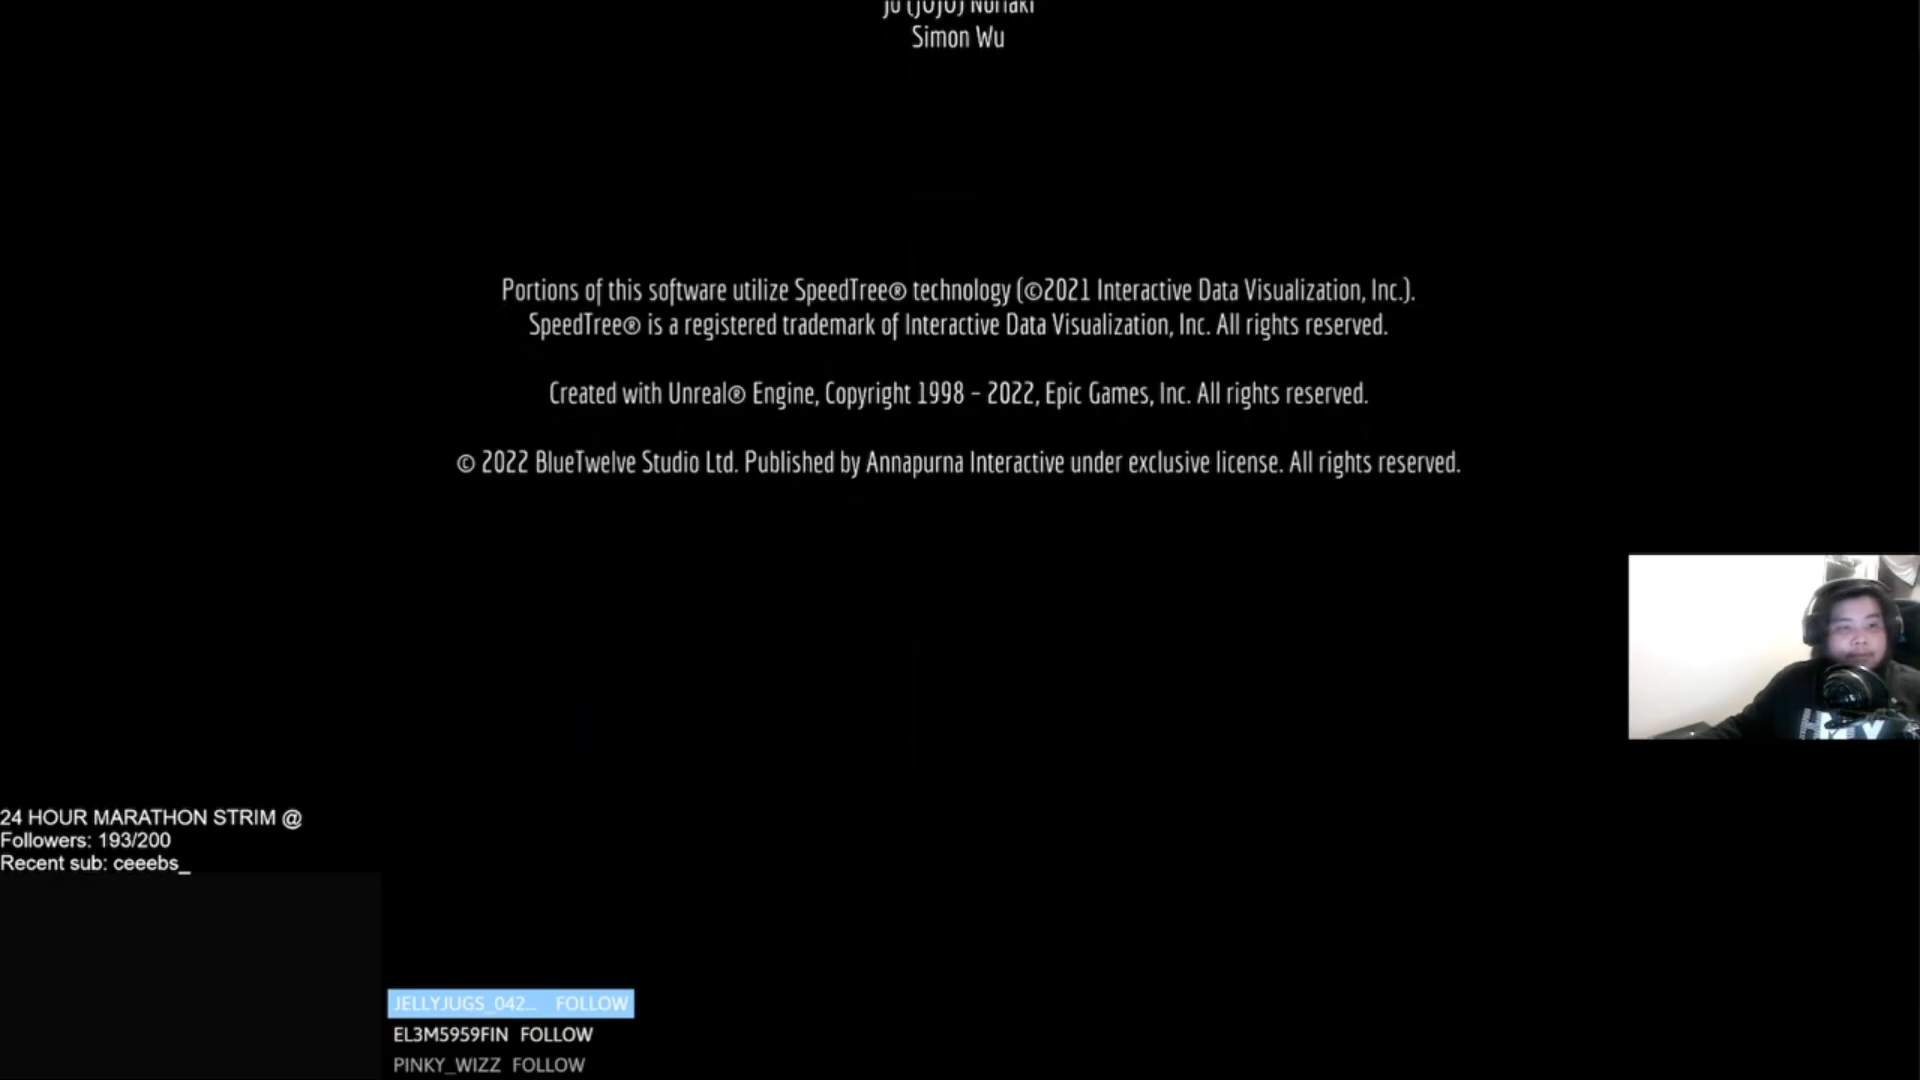 Simon Wu
Portions of this software utilize SpeedTree® technology (©2021 Interactive Data Visualization, Inc.).
SpeedTree® is a registered trademark of Interactive Data Visualization, Inc. All rights reserved.
Created with Unreal® Engine, Copyright 1998 - 2022, Epic Games, Inc. All rights reserved.
© 2022 BlueTwelve Studio Ltd. Published by Annapurna Interactive under exclusive license. All rights reserved.
24 HOUR MARATHON STRIM @
Followers: 193/200
Recent sub: ceeebs_
JELLYJUGS_042... FOLLOW
EL3M5959FIN FOLLOW
PINKY_WIZZ FOLLOW